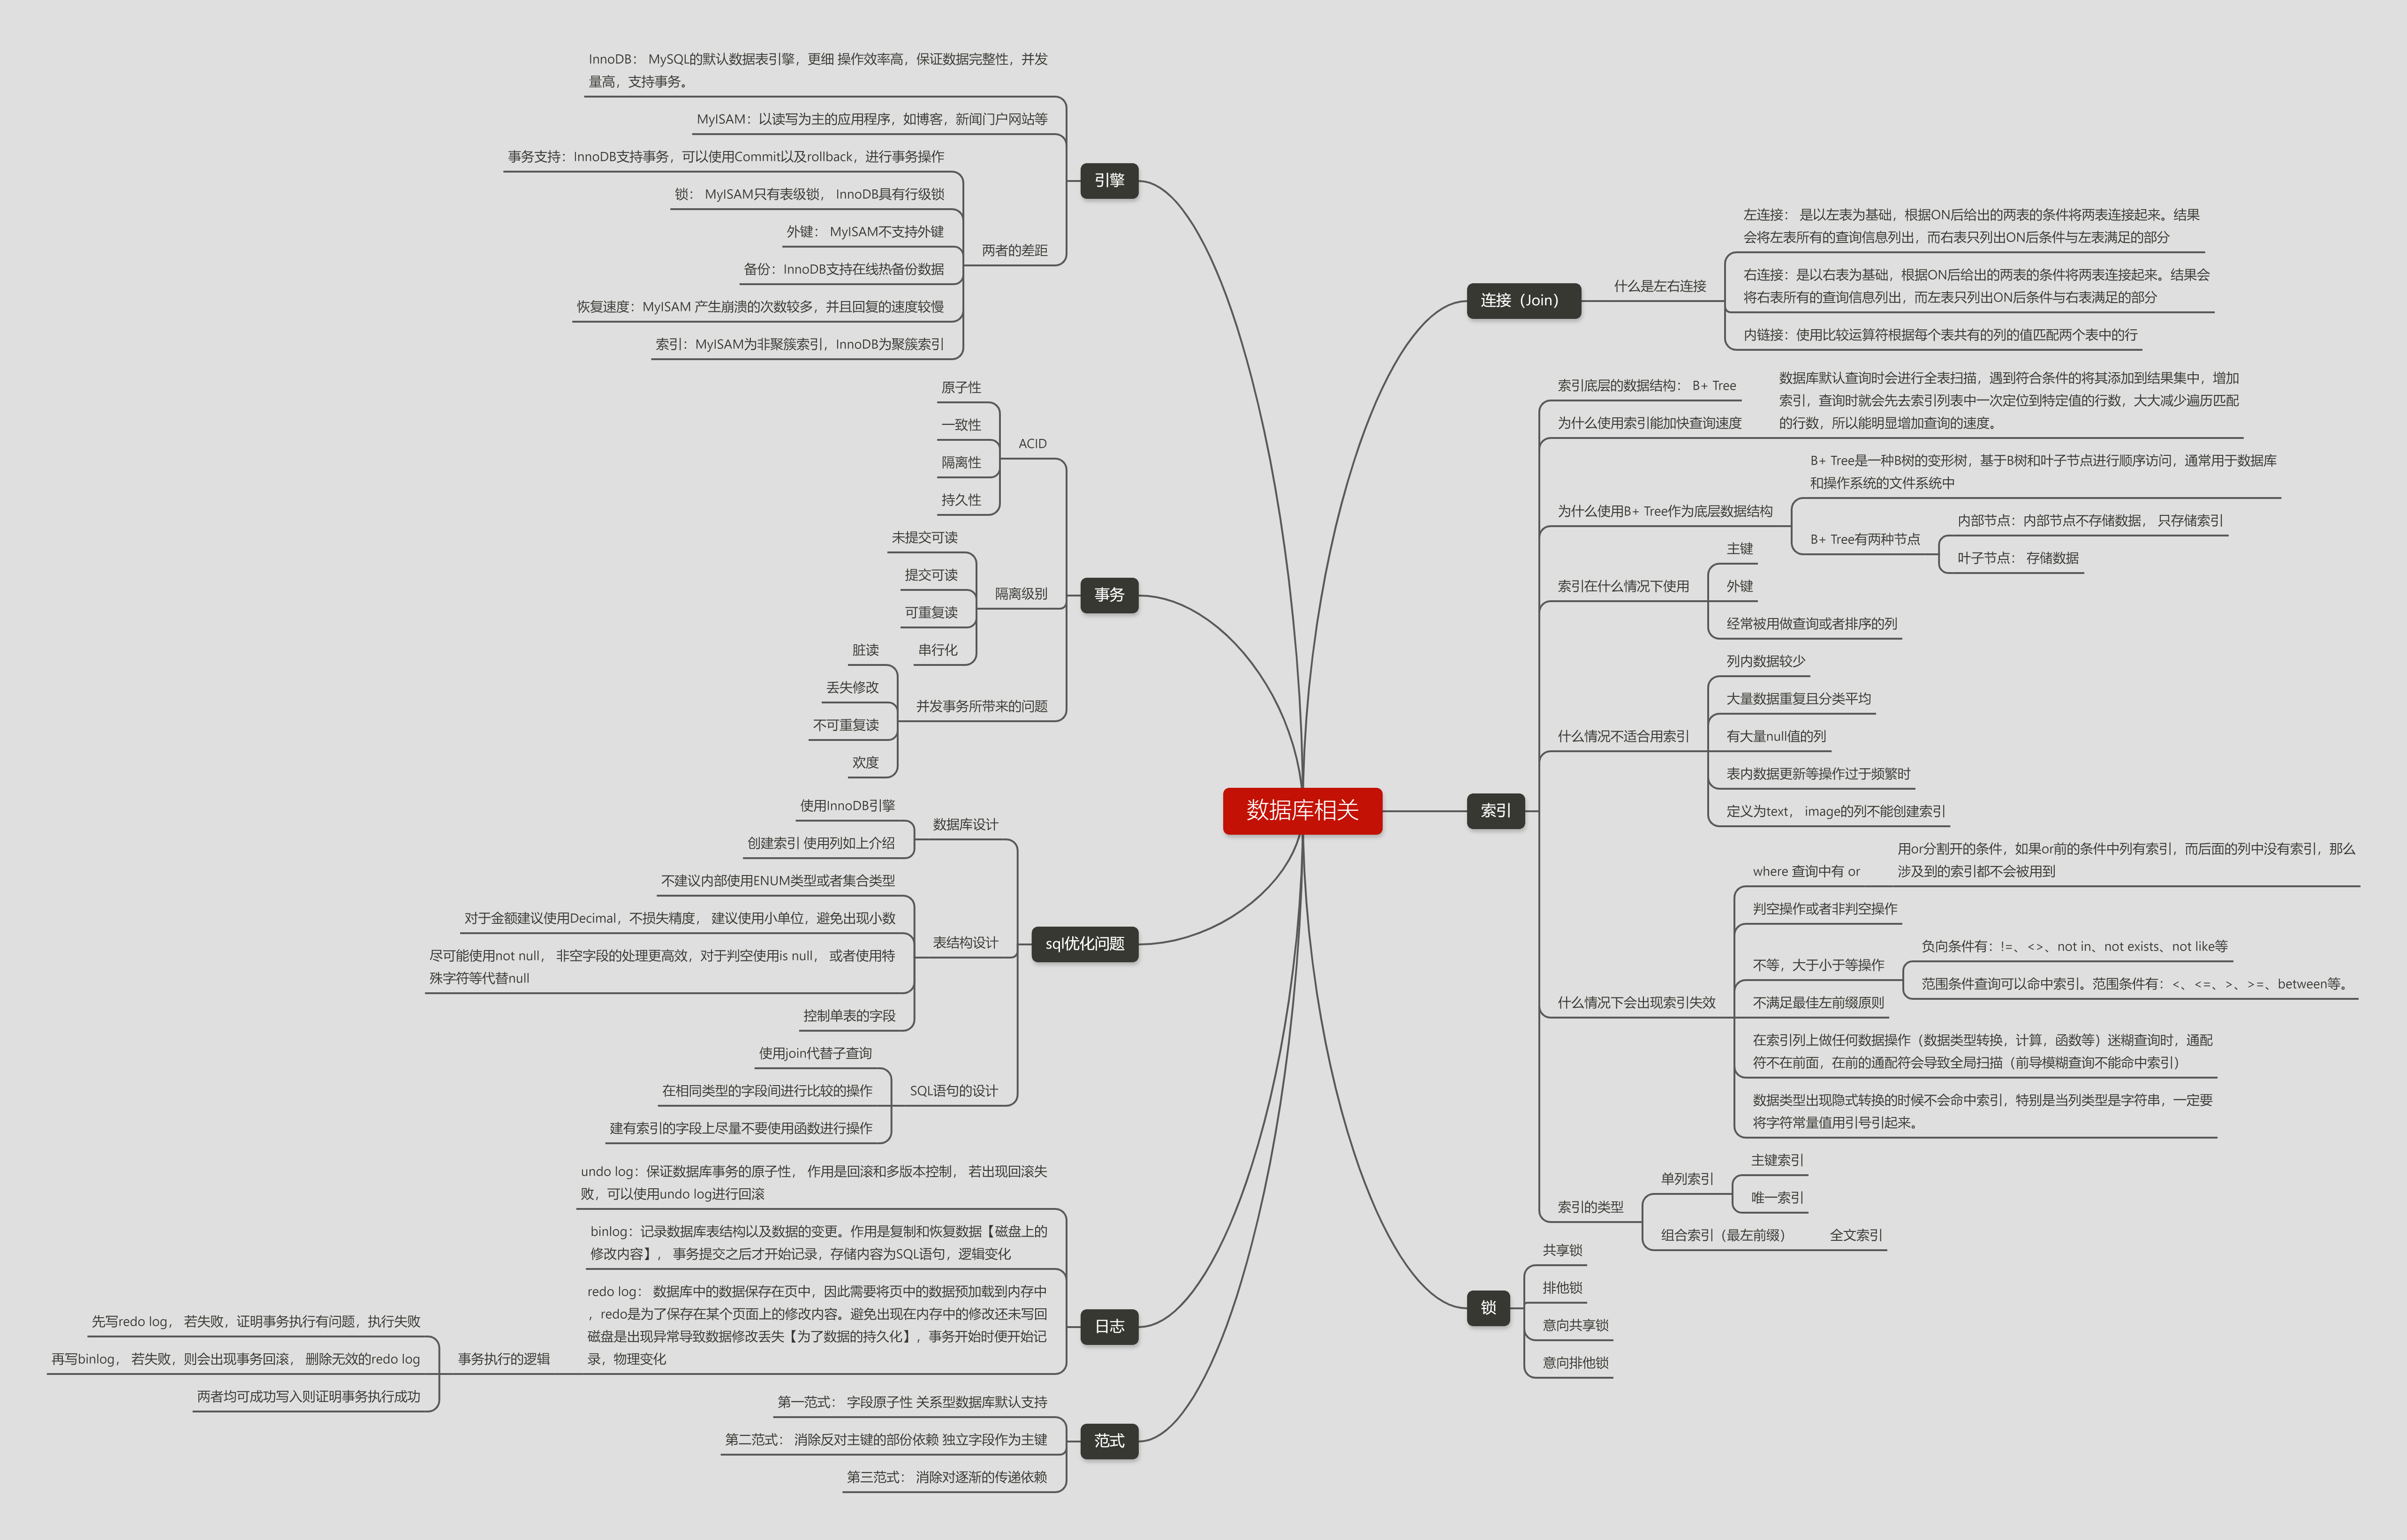 数据库相关
引擎
InnoDB： MySQL的默认数据表引擎，更细 操作效率高，保证数据完整性，并发
量高，支持事务。
MyISAM：以读写为主的应用程序，如博客，新闻门户网站等
两者的差距
事务支持：InnoDB支持事务，可以使用Commit以及rollback，进行事务操作
锁： MyISAM只有表级锁， InnoDB具有行级锁
外键： MyISAM不支持外键
备份：InnoDB支持在线热备份数据
恢复速度：MyISAM 产生崩溃的次数较多，并且回复的速度较慢
索引：MyISAM为非聚簇索引，InnoDB为聚簇索引
事务
ACID
原子性
一致性
隔离性
持久性
隔离级别
未提交可读
提交可读
可重复读
串行化
并发事务所带来的问题
脏读
丢失修改
不可重复读
欢度
sql优化问题
数据库设计
使用InnoDB引擎
创建索引 使用列如上介绍
表结构设计
不建议内部使用ENUM类型或者集合类型
对于金额建议使用Decimal，不损失精度， 建议使用小单位，避免出现小数
尽可能使用not null， 非空字段的处理更高效，对于判空使用is null， 或者使用特
殊字符等代替null
控制单表的字段
SQL语句的设计
使用join代替子查询
在相同类型的字段间进行比较的操作
建有索引的字段上尽量不要使用函数进行操作
日志
undo log：保证数据库事务的原子性， 作用是回滚和多版本控制， 若出现回滚失
败，可以使用undo log进行回滚
binlog：记录数据库表结构以及数据的变更。作用是复制和恢复数据【磁盘上的
修改内容】， 事务提交之后才开始记录，存储内容为SQL语句，逻辑变化
redo log： 数据库中的数据保存在页中，因此需要将页中的数据预加载到内存中
，redo是为了保存在某个页面上的修改内容。避免出现在内存中的修改还未写回
磁盘是出现异常导致数据修改丢失【为了数据的持久化】，事务开始时便开始记
录，物理变化
事务执行的逻辑
先写redo log， 若失败，证明事务执行有问题，执行失败
再写binlog， 若失败，则会出现事务回滚， 删除无效的redo log
两者均可成功写入则证明事务执行成功
范式
第一范式： 字段原子性 关系型数据库默认支持
第二范式： 消除反对主键的部份依赖 独立字段作为主键
第三范式： 消除对逐渐的传递依赖
连接（Join）
什么是左右连接
左连接： 是以左表为基础，根据ON后给出的两表的条件将两表连接起来。结果
会将左表所有的查询信息列出，而右表只列出ON后条件与左表满足的部分
右连接：是以右表为基础，根据ON后给出的两表的条件将两表连接起来。结果会
将右表所有的查询信息列出，而左表只列出ON后条件与右表满足的部分
内链接：使用比较运算符根据每个表共有的列的值匹配两个表中的行
索引
索引底层的数据结构： B+ Tree
为什么使用索引能加快查询速度
数据库默认查询时会进行全表扫描，遇到符合条件的将其添加到结果集中，增加
索引，查询时就会先去索引列表中一次定位到特定值的行数，大大减少遍历匹配
的行数，所以能明显增加查询的速度。
为什么使用B+ Tree作为底层数据结构
B+ Tree是一种B树的变形树，基于B树和叶子节点进行顺序访问，通常用于数据库
和操作系统的文件系统中
B+ Tree有两种节点
内部节点：内部节点不存储数据， 只存储索引
叶子节点： 存储数据
索引在什么情况下使用
主键
外键
经常被用做查询或者排序的列
什么情况不适合用索引
列内数据较少
大量数据重复且分类平均
有大量null值的列
表内数据更新等操作过于频繁时
定义为text， image的列不能创建索引
什么情况下会出现索引失效
where 查询中有 or
用or分割开的条件，如果or前的条件中列有索引，而后面的列中没有索引，那么
涉及到的索引都不会被用到
判空操作或者非判空操作
不等，大于小于等操作
负向条件有：!=、<>、not in、not exists、not like等
范围条件查询可以命中索引。范围条件有：<、<=、>、>=、between等。
不满足最佳左前缀原则
在索引列上做任何数据操作（数据类型转换，计算，函数等）迷糊查询时，通配
符不在前面，在前的通配符会导致全局扫描（前导模糊查询不能命中索引）
数据类型出现隐式转换的时候不会命中索引，特别是当列类型是字符串，一定要
将字符常量值用引号引起来。
索引的类型
单列索引
主键索引
唯一索引
组合索引（最左前缀）
全文索引
锁
共享锁
排他锁
意向共享锁
意向排他锁